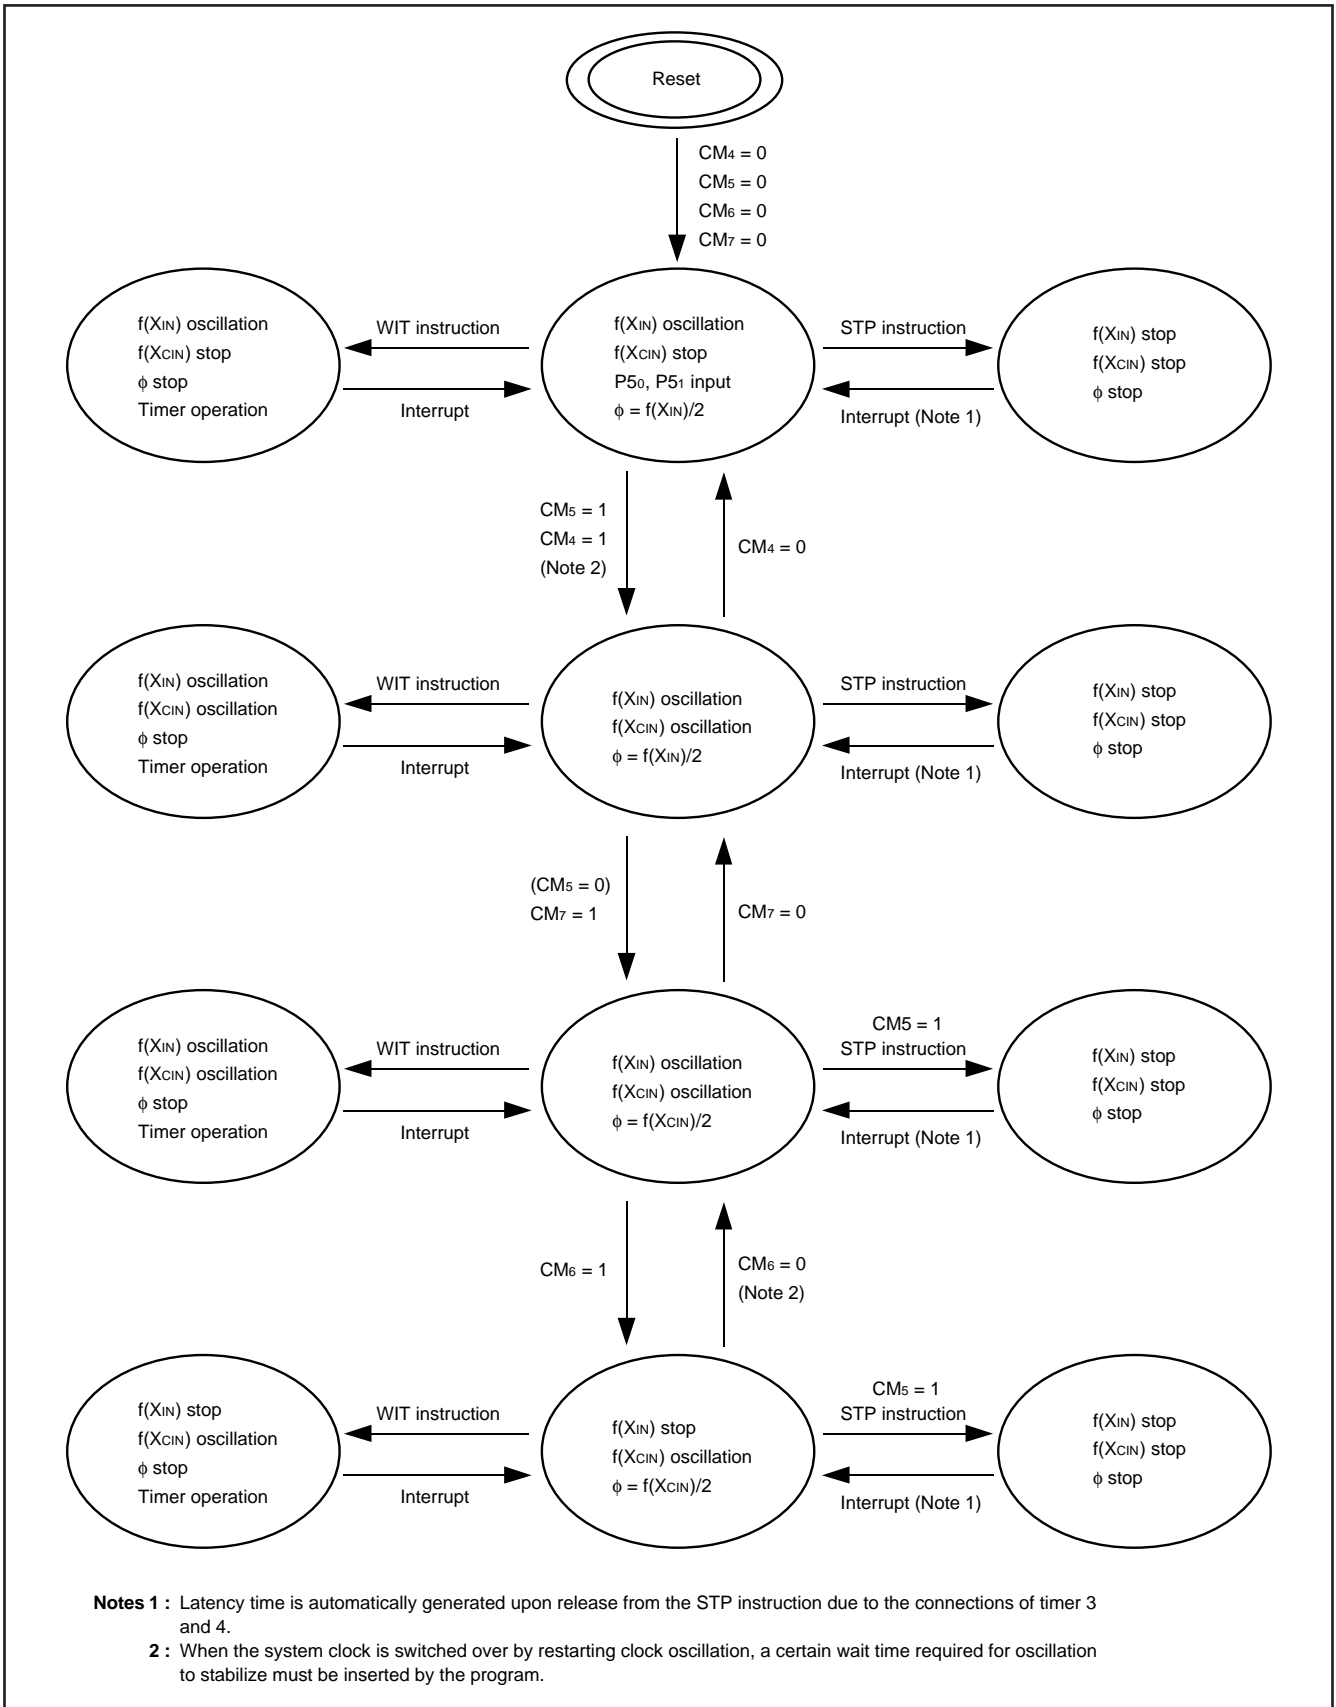 Reset
CM4 = 0
CM5 = 0
CM6 = 0
CM7 = 0
f(XIN) oscillation
f(XCIN) stop
ϕ stop
Timer operation
WIT instruction
Interrupt
f(XIN) oscillation
f(XCIN) stop
P50, P51 input
ϕ = f(XIN)/2
STP instruction
Interrupt (Note 1)
f(XIN) stop
f(XCIN) stop
ϕ stop
CM5 = 1
CM4 = 1
(Note 2)
CM4 = 0
f(XIN) oscillation
f(XCIN) oscillation
ϕ stop
Timer operation
WIT instruction
Interrupt
f(XIN) oscillation
f(XCIN) oscillation
ϕ = f(XIN)/2
STP instruction
Interrupt (Note 1)
f(XIN) stop
f(XCIN) stop
ϕ stop
(CM5 = 0)
CM7 = 1
CM7 = 0
f(XIN) oscillation
f(XCIN) oscillation
ϕ stop
Timer operation
WIT instruction
Interrupt
f(XIN) oscillation
f(XCIN) oscillation
ϕ = f(XCIN)/2
CM5 = 1
STP instruction
Interrupt (Note 1)
f(XIN) stop
f(XCIN) stop
ϕ stop
CM6 = 1
CM6 = 0
(Note 2)
f(XIN) stop
f(XCIN) oscillation
ϕ stop
Timer operation
WIT instruction
Interrupt
f(XIN) stop
f(XCIN) oscillation
ϕ = f(XCIN)/2
CM5 = 1
STP instruction
Interrupt (Note 1)
f(XIN) stop
f(XCIN) stop
ϕ stop
Notes 1 : Latency time is automatically generated upon release from the STP instruction due to the connections of timer 3
and 4.
2 : When the system clock is switched over by restarting clock oscillation, a certain wait time required for oscillation
to stabilize must be inserted by the program.